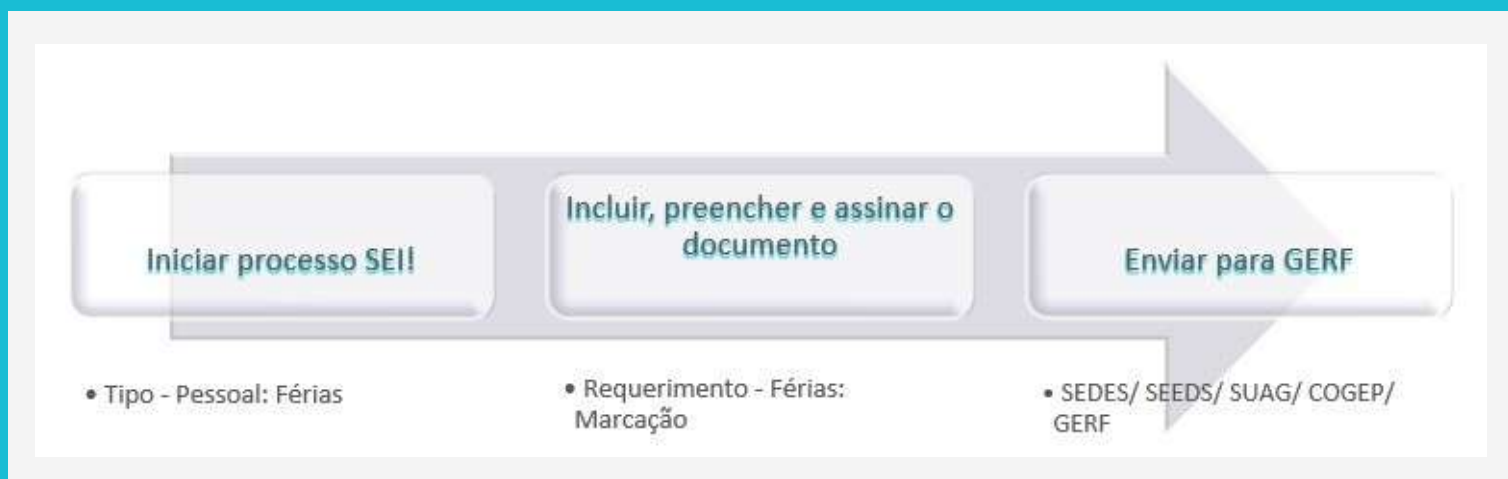 Iniciar processo SEI!
• Tipo - Pessoal: Férias
Incluir, preencher e assinar o
documento
• Requerimento - Férias:
Marcação
Enviar para GERF
• SEDES/ SEEDS/ SUAG/ COGEP/
GERF